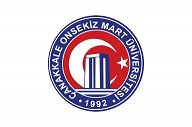 ÇANAKKALE ONSEKİZ MART ÜNİVERSİTESİ
1992